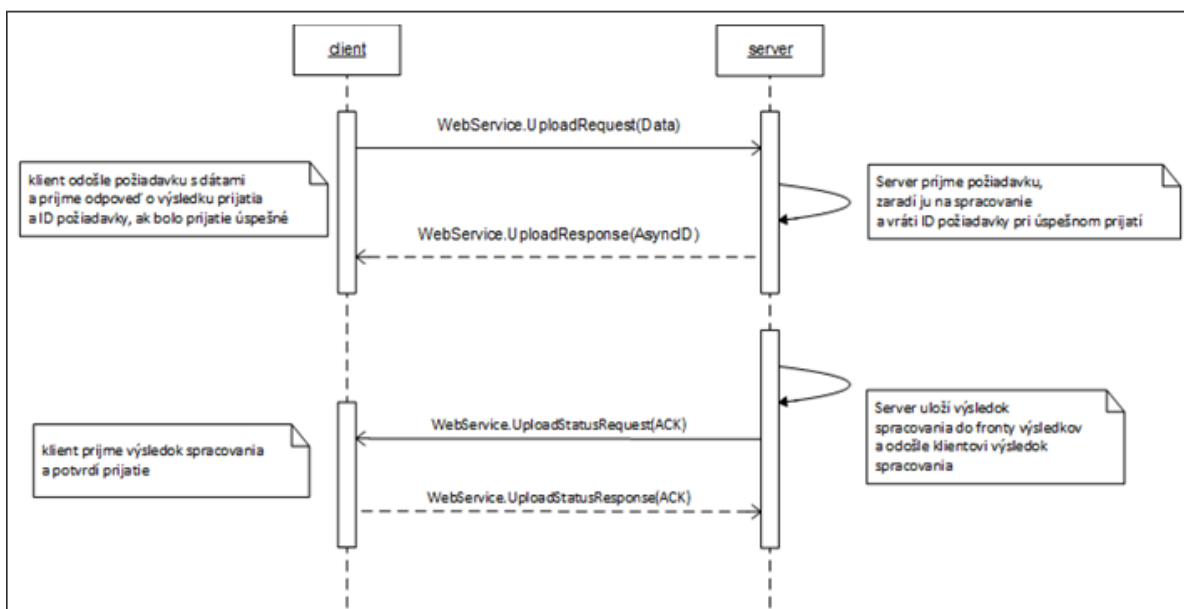 client
server
WebService.UploadRequest(Data)
klient odošle požiadavku s dátami
a príjme odpoveď o výsledku prijatia
a ID požiadavky, ak bolo prijatie úspešné
Server príjme požiadavku,
zaradí ju na spracovanie
a vráti ID požiadavky pri úspešnom prijatí
WebService.UploadResponse(AsyncID)
WebService.UploadStatusRequest(ACK)
klient prijme výsledok spracovania
a potvrdí prijatie
Server uloží výsledok
spracovania do fronty výsledkov
a odošle klientovi výsledok
spracovania
WebService.UploadStatusResponse(ACK)